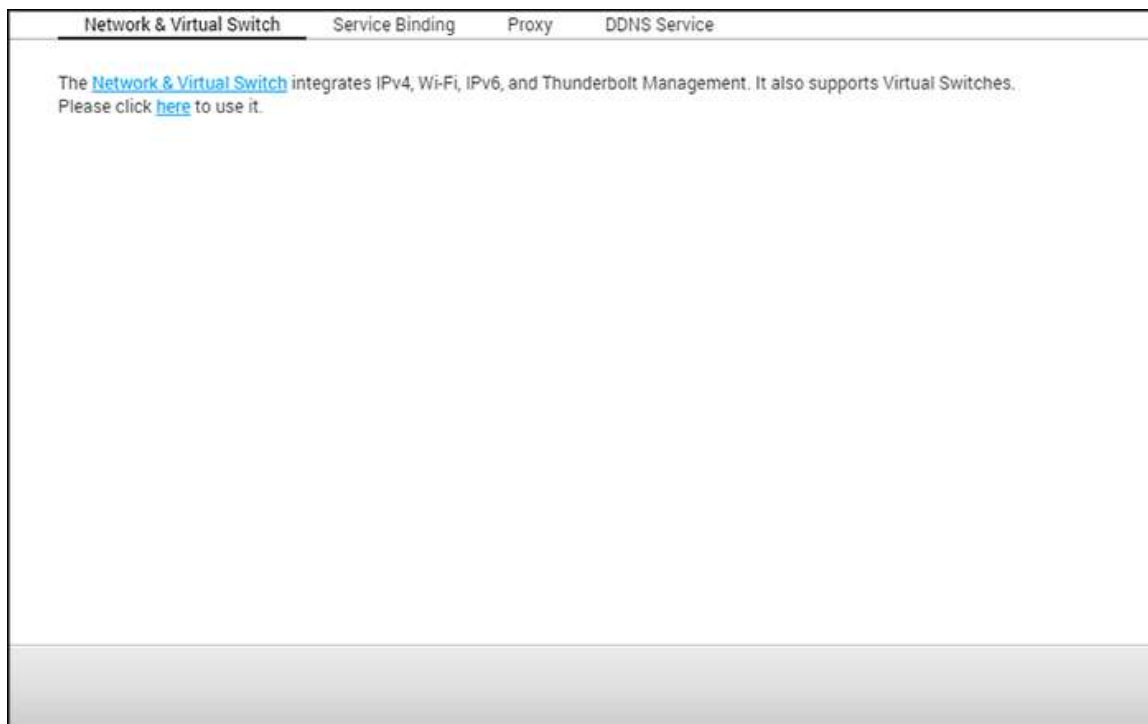 Network & Virtual Switch Service Binding Proxy DDNS Service
The Network & Virtual Switch integrates IPv4, Wi-Fi, IPv6, and Thunderbolt Management. It also supports Virtual Switches.
Please click here to use it.